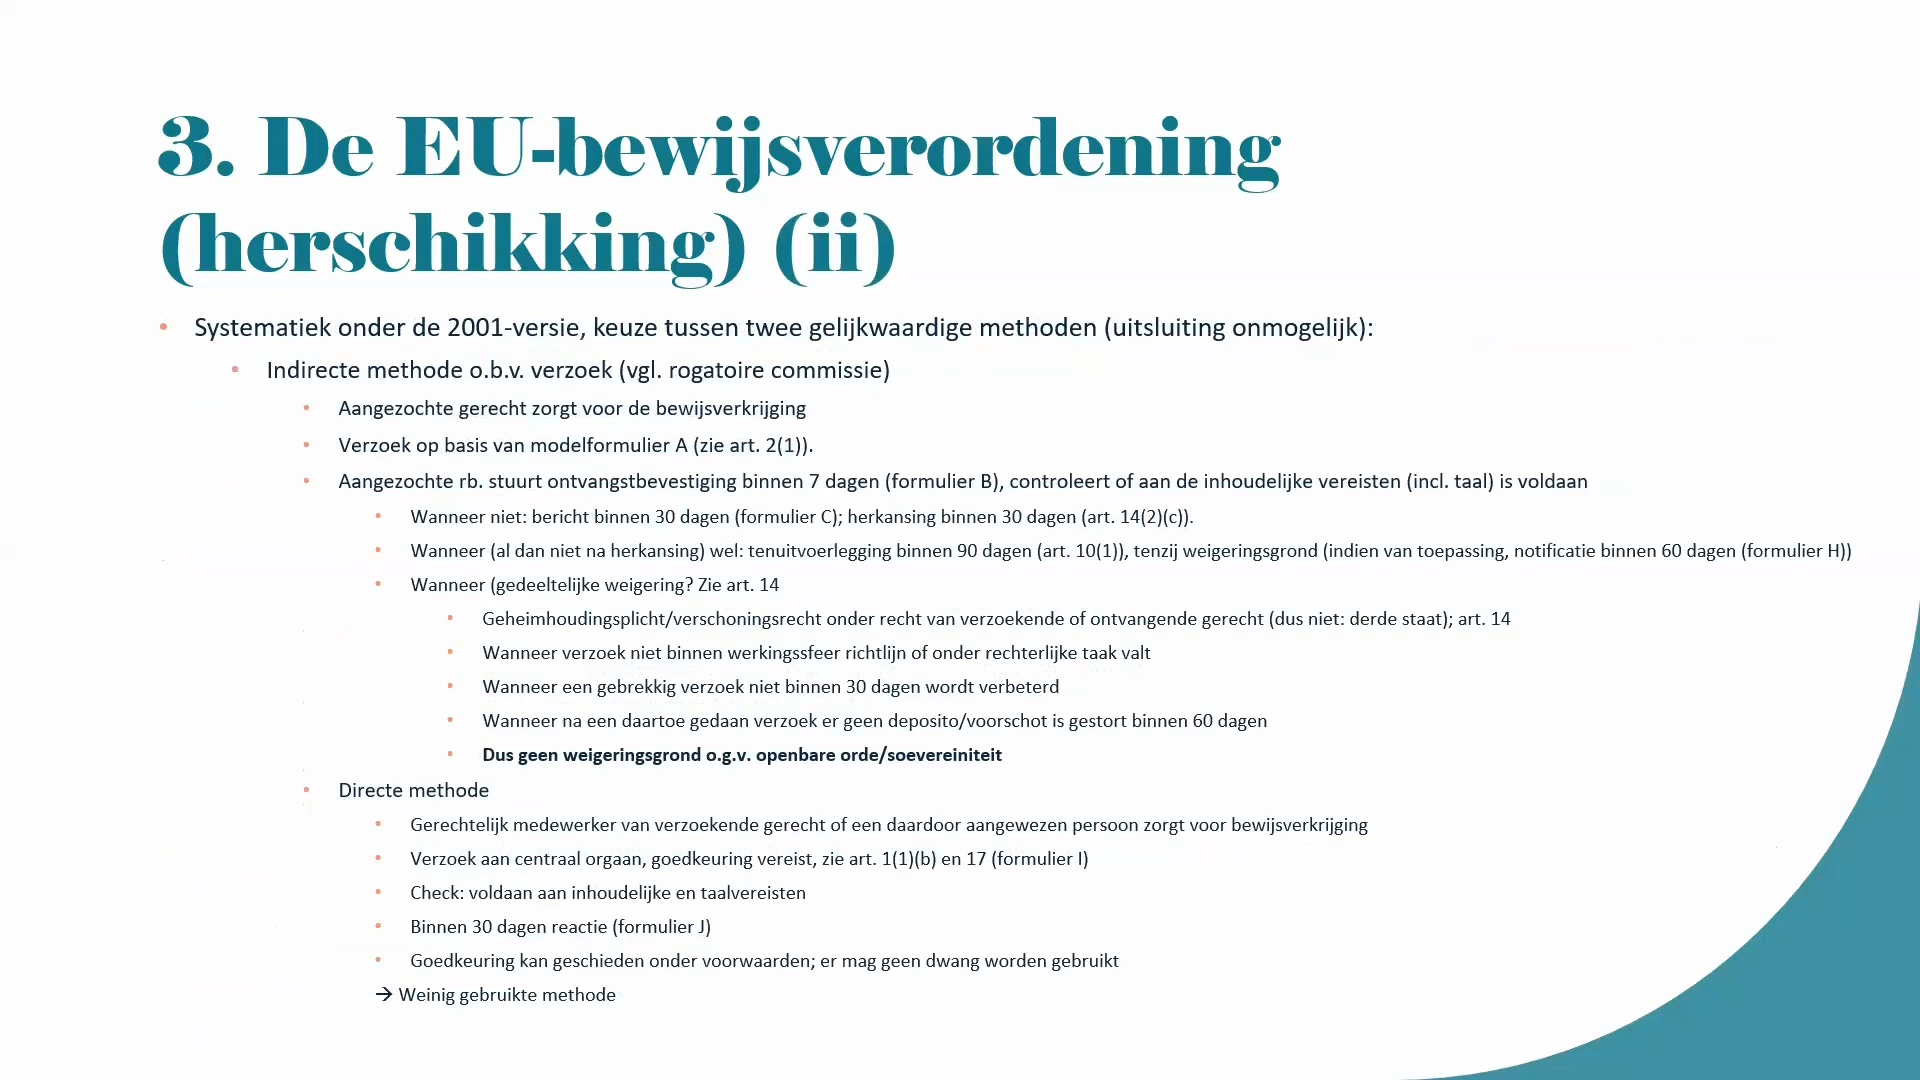 3. De EU-bewijsverordening
(herschikking) (ii)
• Systematiek onder de 2001-versie, keuze tussen twee gelijkwaardige methoden (uitsluiting onmogelijk):
• Indirecte methode o.b.v. verzoek (vgl. rogatoire commissie)
• Aangezochte gerecht zorgt voor de bewijsverkrijging
• Verzoek op basis van modelformulier A (zie art. 2(1)).
• Aangezochte rb. stuurt ontvangstbevestiging binnen 7 dagen (formulier B), controleert of aan de inhoudelijke vereisten (incl. taal) is voldaan
• Wanneer niet: bericht binnen 30 dagen (formulier C); herkansing binnen 30 dagen (art. 14(2)(c)).
• Wanneer (al dan niet na herkansing) wel: tenuitvoerlegging binnen 90 dagen (art. 10(1)), tenzij weigeringsgrond (indien van toepassing, notificatie binnen 60 dagen (formulier H))
• Wanneer (gedeeltelijke weigering? Zie art. 14
• Geheimhoudingsplicht/verschoningsrecht onder recht van verzoekende of ontvangende gerecht (dus niet: derde staat); art. 14
• Wanneer verzoek niet binnen werkingssfeer richtlijn of onder rechterlijke taak valt
• Wanneer een gebrekkig verzoek niet binnen 30 dagen wordt verbeterd
• Wanneer na een daartoe gedaan verzoek er geen deposito/voorschot is gestort binnen 60 dagen
• Dus geen weigeringsgrond o.g.v. openbare orde/soevereiniteit
• Directe methode
• Gerechtelijk medewerker van verzoekende gerecht of een daardoor aangewezen persoon zorgt voor bewijsverkrijging
• Verzoek aan centraal orgaan, goedkeuring vereist, zie art. 1(1)(b) en 17 (formulier I)
• Check: voldaan aan inhoudelijke en taalvereisten
• Binnen 30 dagen reactie (formulier J)
• Goedkeuring kan geschieden onder voorwaarden; er mag geen dwang worden gebruikt
→ Weinig gebruikte methode